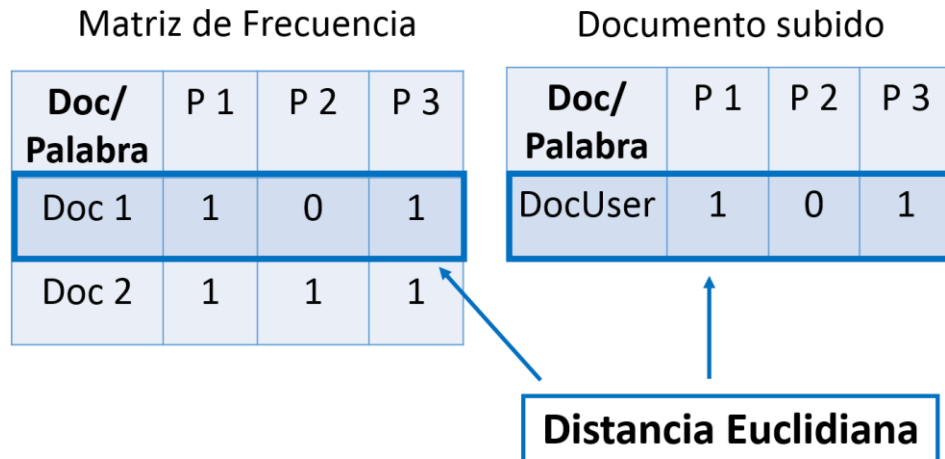 Matriz de Frecuencia
Doc/ P 1 P 2 P 3
Palabra
Doc 1 1 0 1
Doc 2 1 1 1
Documento subido
Doc/ P 1 P 2 P 3
Palabra
DocUser 1 0 1
Distancia Euclidiana